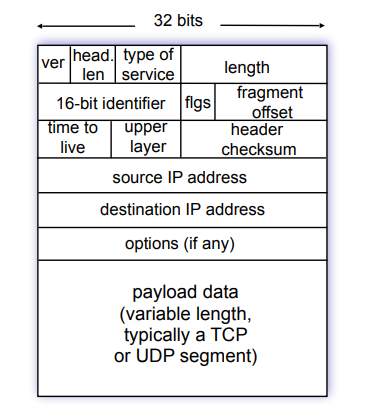 32 bits
ver head. len type of service length
16-bit identifier flgs fragment offset
time to live upper layer header checksum
source IP address
destination IP address
options (if any)
payload data
(variable length,
typically a TCP
or UDP segment)